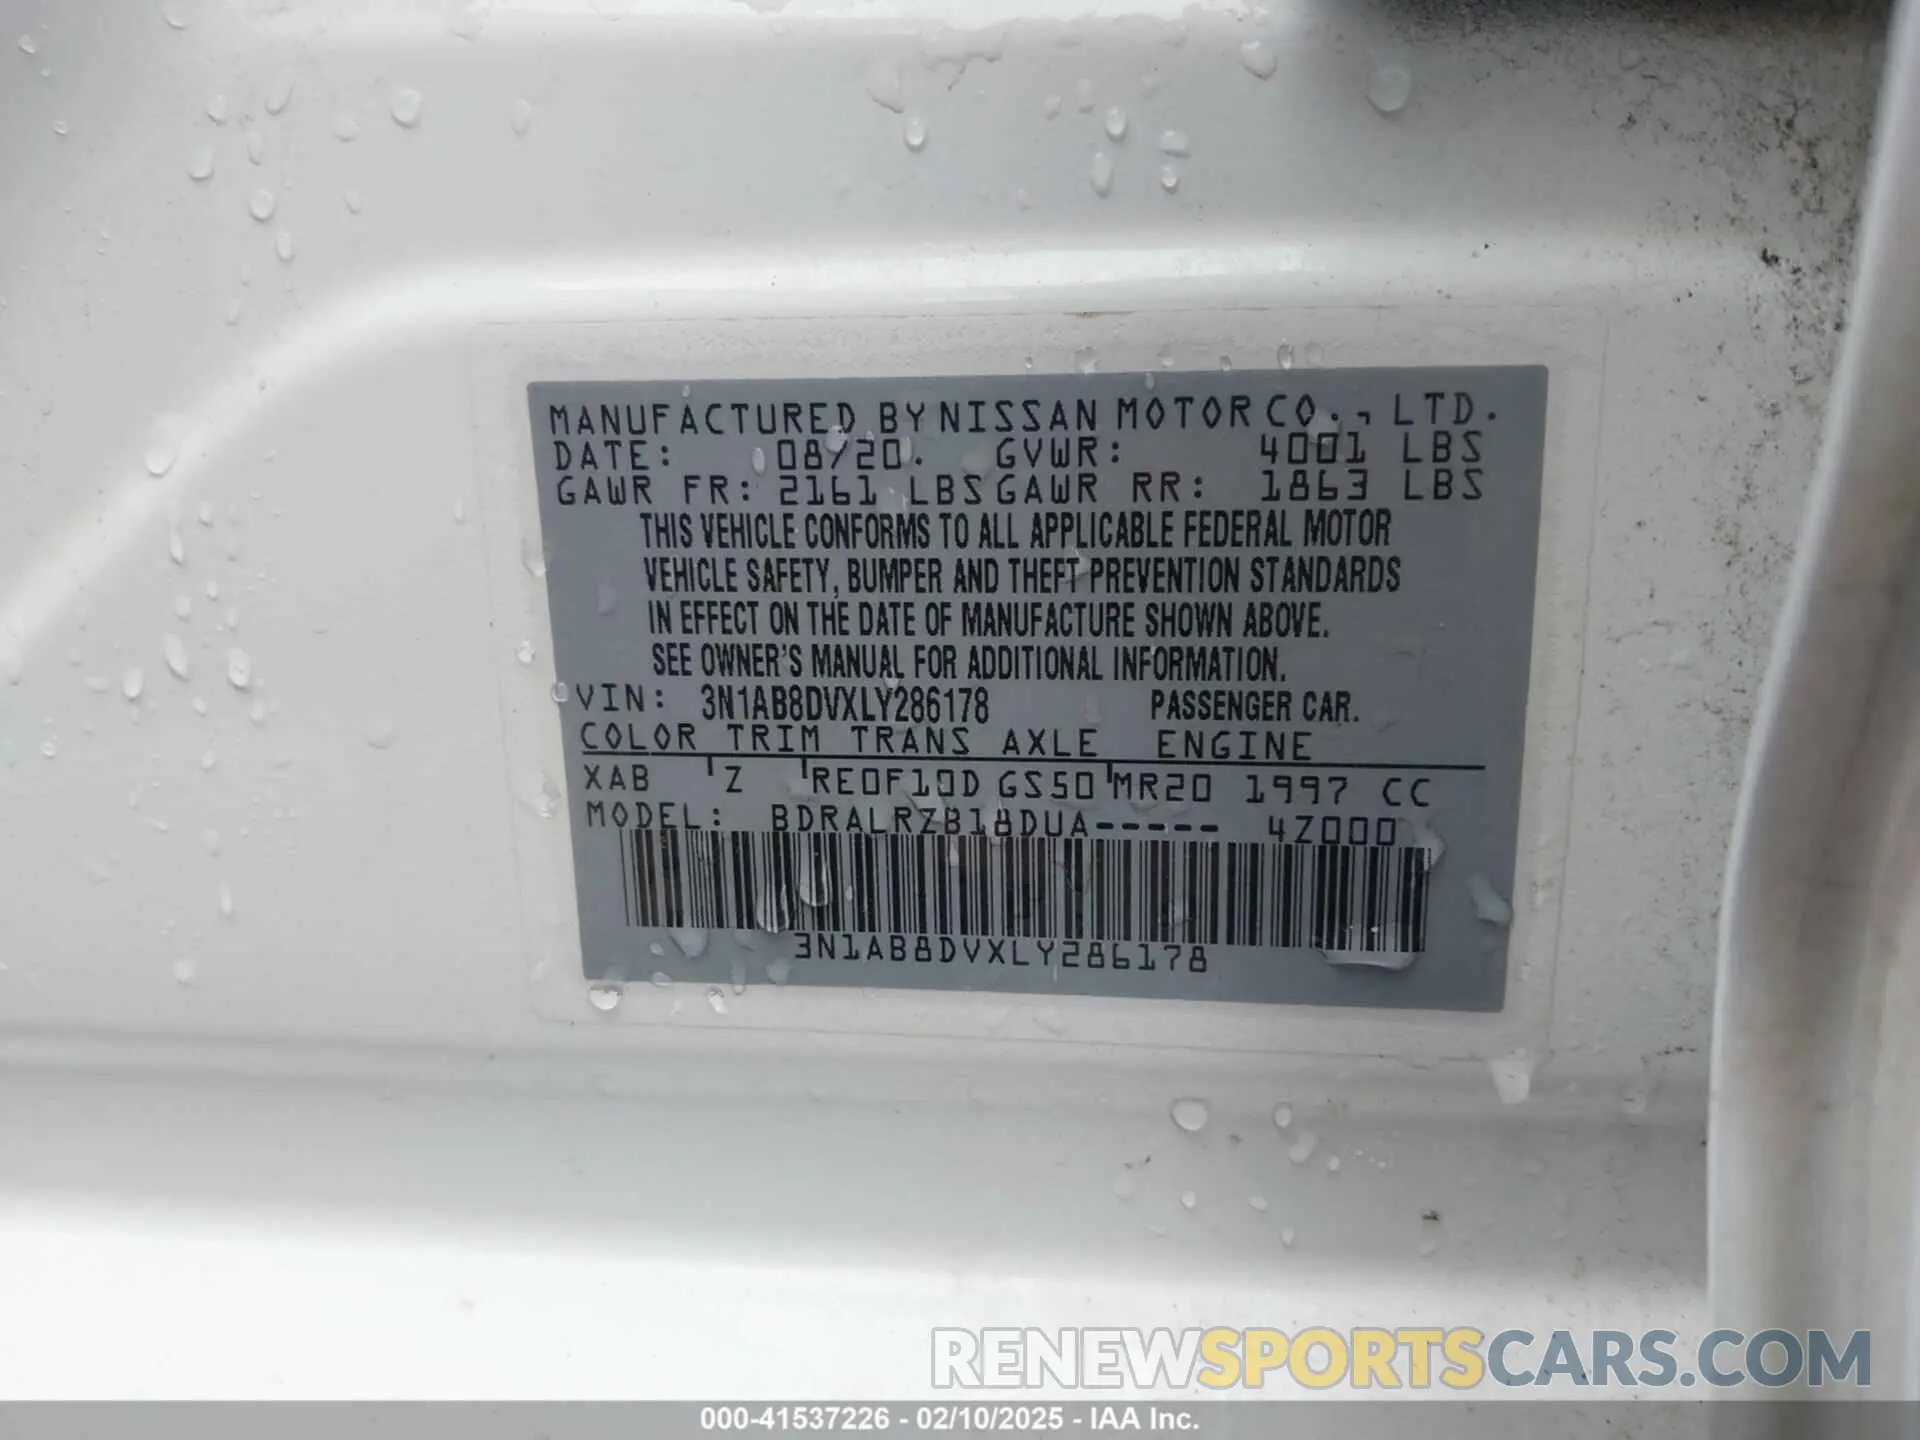 MANUFACTURED BY NISSAN MOTOR CO., LTD.
DATE: 08/20. GVWR: 4001 LBS
GAWR FR: 2161 LBS GAWR RR: 1863 LBS
THIS VEHICLE CONFORMS TO ALL APPLICABLE FEDERAL MOTOR
VEHICLE SAFETY, BUMPER AND THEFT PREVENTION STANDARDS
IN EFFECT ON THE DATE OF MANUFACTURE SHOWN ABOVE.
SEE OWNER'S MANUAL FOR ADDITIONAL INFORMATION.
VIN: 3N1AB8DVXLY286178 PASSENGER CAR.
COLOR TRIM TRANS AXLE ENGINE
XAB Z RE0F10D GS50 MR20 1997 CC
MODEL: BDRALRZB18DUA----- 4Z000
3N1AB8DVXLY286178
RENEWSPORTSCARS.COM
000-41537226 - 02/10/2025 - IAA Inc.